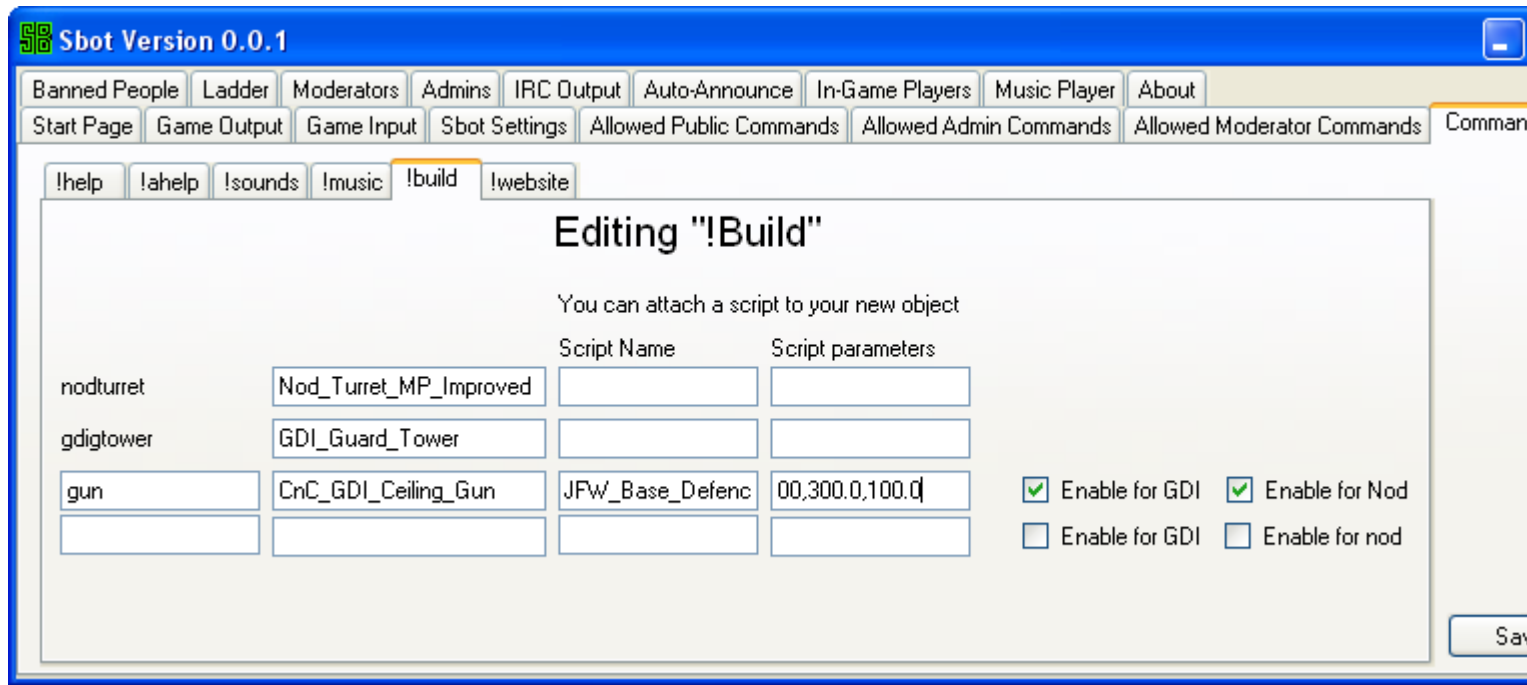 SB Sbot Version 0.0.1
Banned People Ladder Moderators Admins IRC Output Auto-Announce In-Game Players Music Player About
Start Page Game Output Game Input Sbot Settings Allowed Public Commands Allowed Admin Commands Allowed Moderator Commands Comman
!help !ahelp !sounds !music !build !website
Editing "!Build"
You can attach a script to your new object
Script Name Script parameters
nodturret Nod_Turret_MP_Improved
gdigtower GDI_Guard_Tower
gun CnC_GDI_Ceiling_Gun JFW_Base_Defenc 00,300.0,100.0 Enable for GDI Enable for Nod
Enable for GDI Enable for nod
Sav